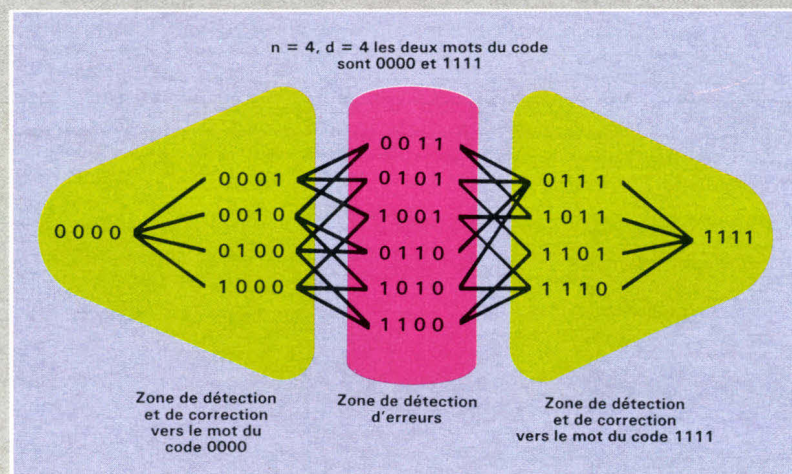 n = 4, d = 4 les deux mots du code
sont 0000 et 1111
0000
0001
0010
0100
1000
0011
0101
1001
0110
1010
1100
0111
1011
1101
1110
1111
Zone de détection
et de correction
vers le mot du
code 0000
Zone de détection
d'erreurs
Zone de détection
et de correction
vers le mot du code 1111